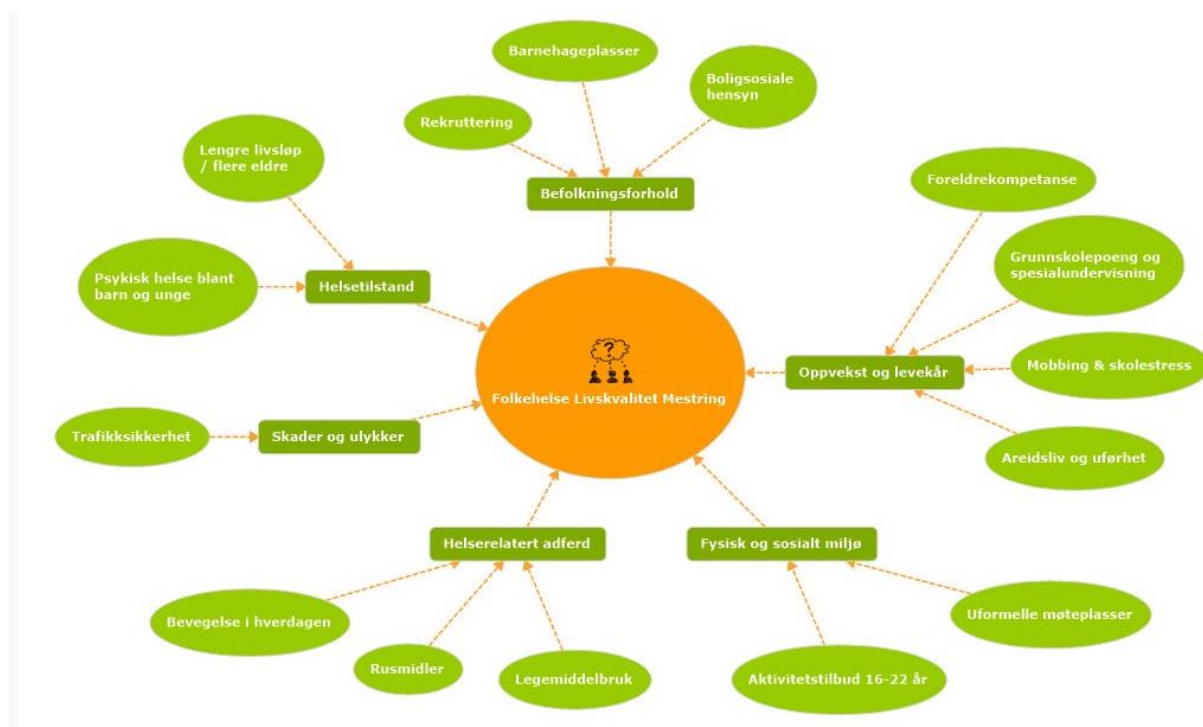 Barnehageplasser
Boligsosiale
hensyn
Rekruttering
Lengre livsløp
/ flere eldre
Foreldrekompetanse
Befolkningsforhold
Grunnskolepoeng og
spesialundervisning
Psykisk helse blant
barn og unge
Helsetilstand
?
Oppvekst og levekår
Mobbing & skolestress
Folkehelse Livskvalitet Mestring
Trafikksikkerhet
Skader og ulykker
Areidsliv og uførhet
Helserelatert adferd
Fysisk og sosialt miljø
Bevegelse i hverdagen
Uformelle møteplasser
Rusmidler
Legemiddelbruk
Aktivitetstilbud 16-22 år